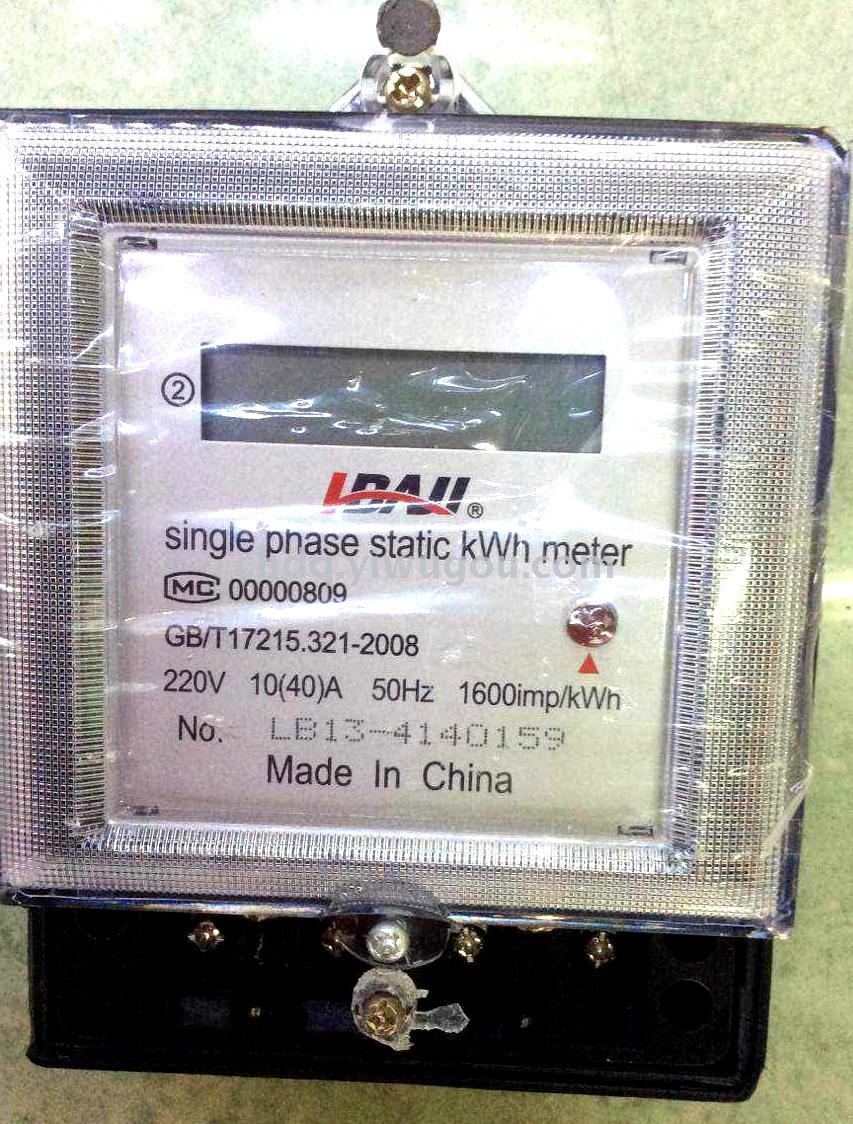 ②
LBAJI®
single phase static kWh meter
MC 00000809
GB/T17215.321-2008
220V 10(40)A 50Hz 1600imp/kWh
No. LB13-4140159
Made In China